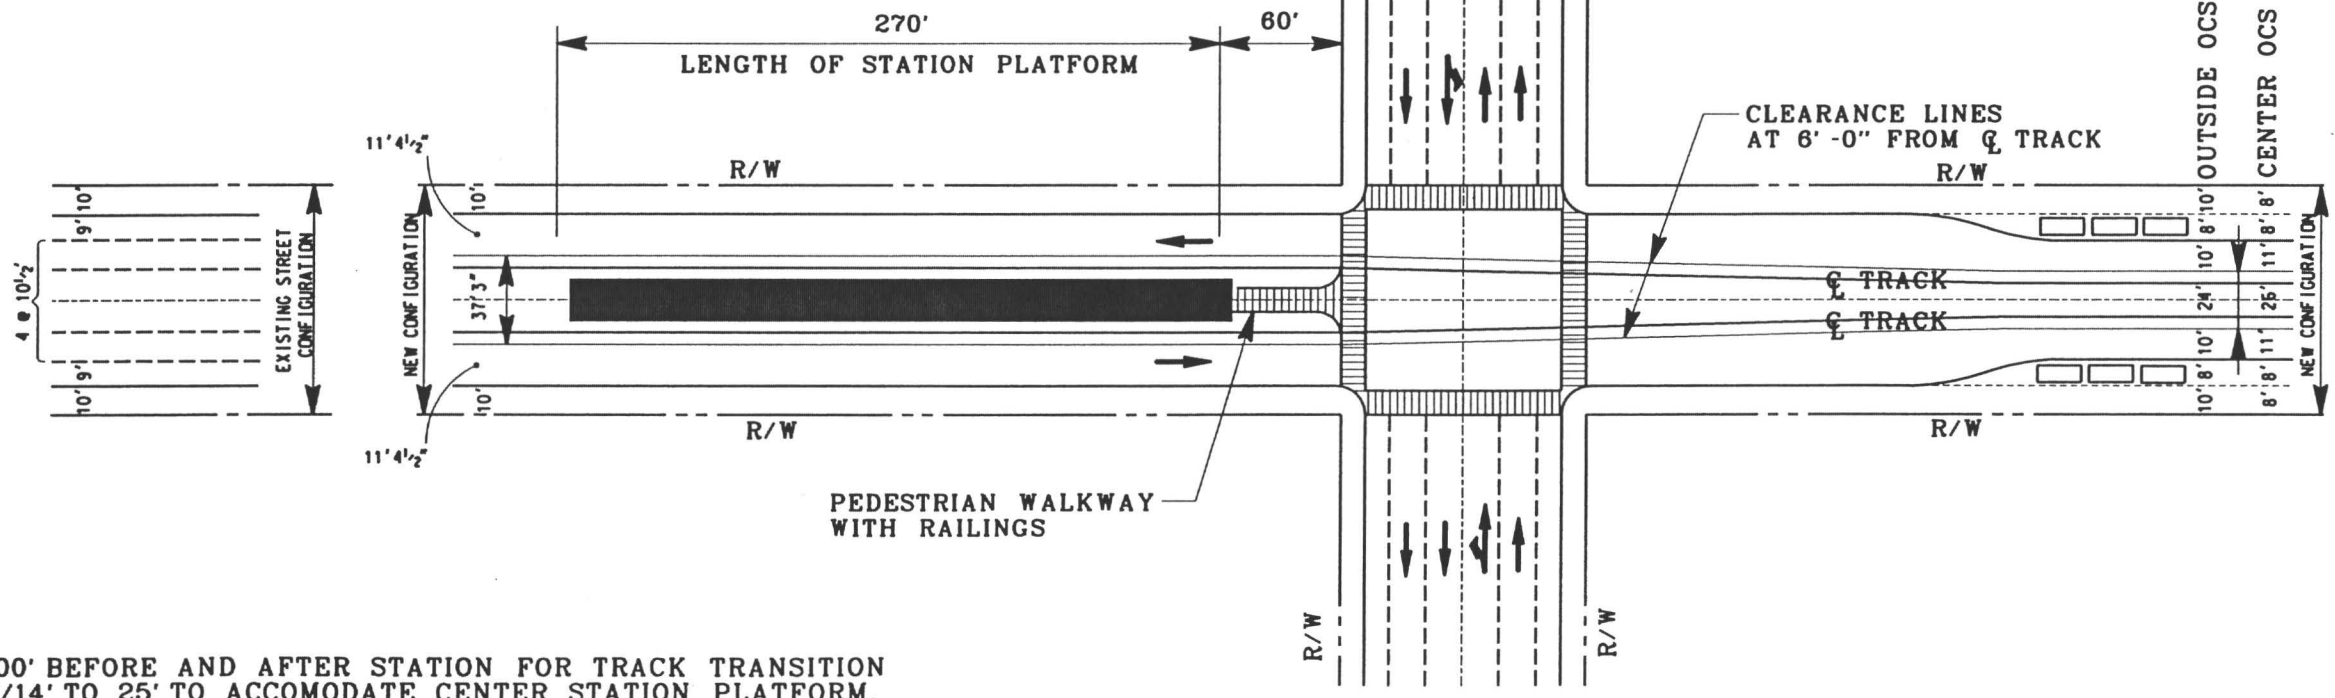 270'
60'
LENGTH OF STATION PLATFORM
OUTSIDE OCS
CENTER OCS
CLEARANCE LINES
AT 6'-0" FROM ℄ TRACK
11'4½"
R/W
R/W
10'
9'
4 @ 10½'
9'
10'
EXISTING STREET
CONFIGURATION
NEW CONFIGURATION
10'
37'3"
10'
11'4½"
℄ TRACK
℄ TRACK
10'
8'
10'
24'
10'
8'
10'
8'
8'
11'
26'
11'
8'
8'
NEW CONFIGURATION
R/W
R/W
PEDESTRIAN WALKWAY
WITH RAILINGS
R/W
R/W
00' BEFORE AND AFTER STATION FOR TRACK TRANSITION
/14' TO 25' TO ACCOMODATE CENTER STATION PLATFORM.